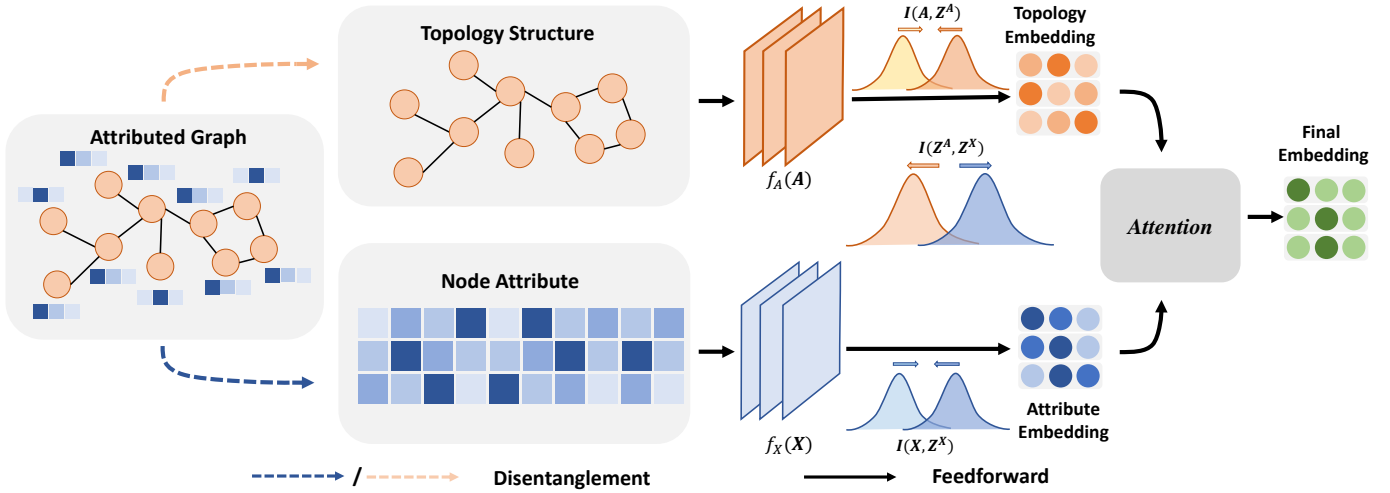 Attributed Graph
Topology Structure
Node Attribute
f_A(A)
f_X(X)
I(A, Z^A)
I(Z^A, Z^X)
I(X, Z^X)
Topology
Embedding
Attribute
Embedding
Attention
Final
Embedding
/
Disentanglement
Feedforward